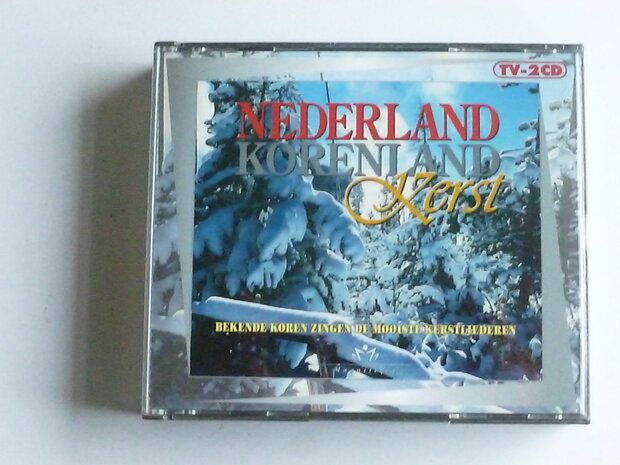 TV-2CD
NEDERLAND
KORENLAND
Kerst
BEKENDE KOREN ZINGEN DE MOOISTE KERSTLIEDEREN